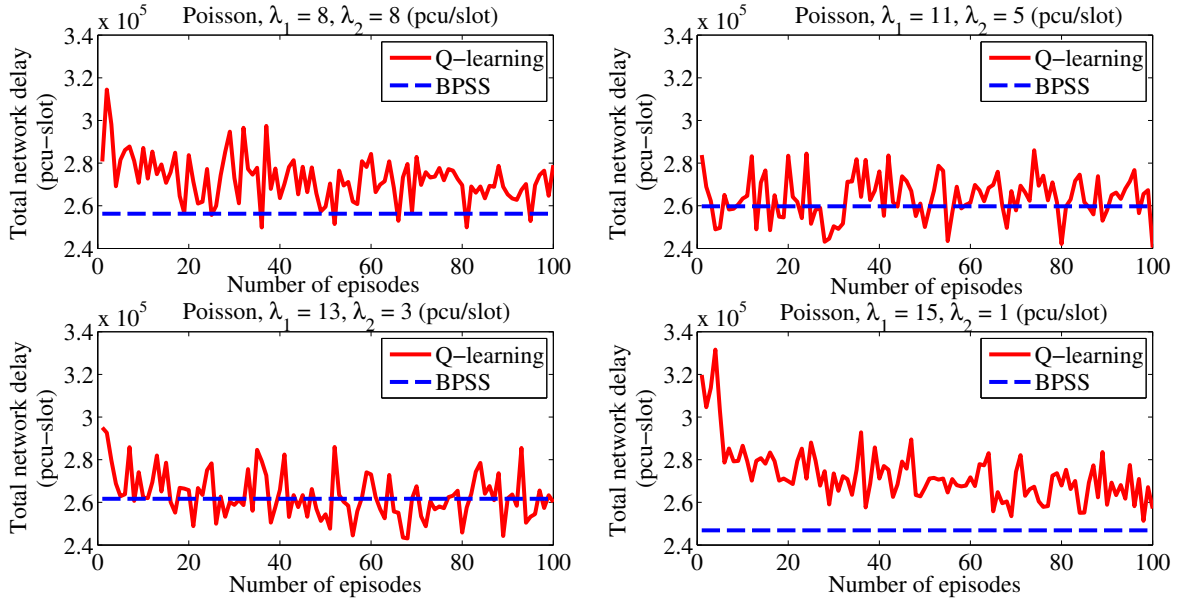 Poisson, λ1 = 8, λ2 = 8 (pcu/slot)
x 10^5
3.4
3.2
3
2.8
2.6
2.4
0
20
40
60
80
100
Total network delay
(pcu−slot)
Number of episodes
Q−learning
BPSS
Poisson, λ1 = 11, λ2 = 5 (pcu/slot)
x 10^5
3.4
3.2
3
2.8
2.6
2.4
0
20
40
60
80
100
Total network delay
(pcu−slot)
Number of episodes
Q−learning
BPSS
Poisson, λ1 = 13, λ2 = 3 (pcu/slot)
x 10^5
3.4
3.2
3
2.8
2.6
2.4
0
20
40
60
80
100
Total network delay
(pcu−slot)
Number of episodes
Q−learning
BPSS
Poisson, λ1 = 15, λ2 = 1 (pcu/slot)
x 10^5
3.4
3.2
3
2.8
2.6
2.4
0
20
40
60
80
100
Total network delay
(pcu−slot)
Number of episodes
Q−learning
BPSS